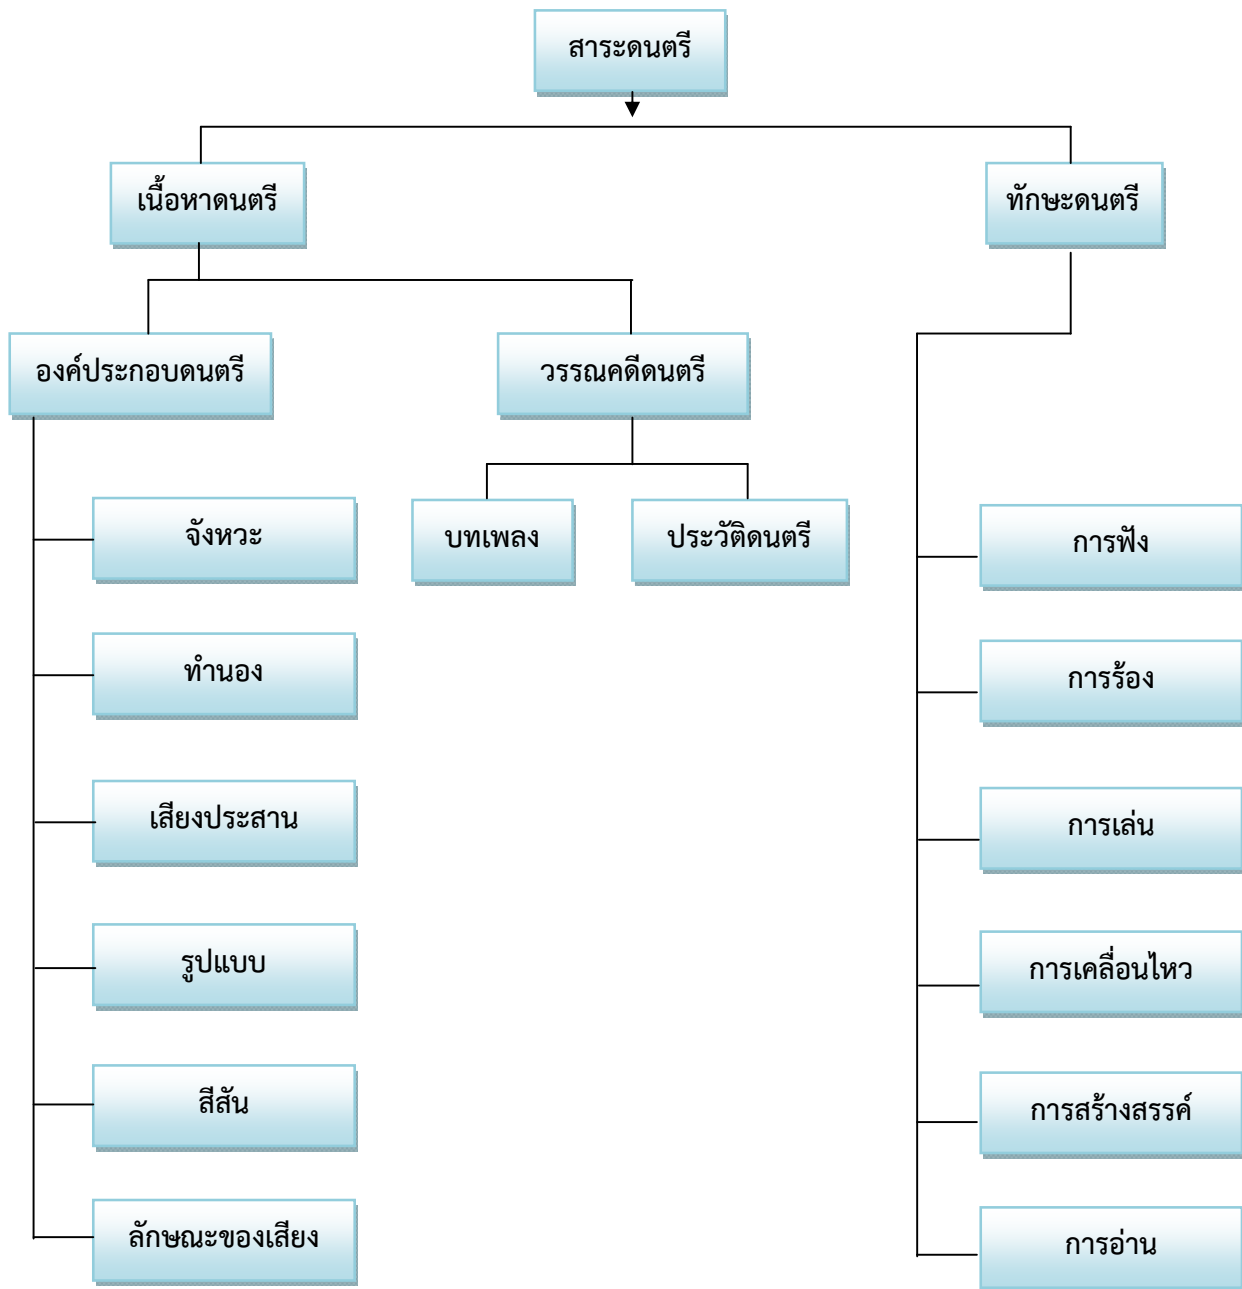 สาระดนตรี
เนื้อหาดนตรี
ทักษะดนตรี
องค์ประกอบดนตรี
วรรณคดีดนตรี
จังหวะ
บทเพลง
ประวัติดนตรี
การฟัง
ทำนอง
การร้อง
เสียงประสาน
การเล่น
รูปแบบ
การเคลื่อนไหว
สีสัน
การสร้างสรรค์
ลักษณะของเสียง
การอ่าน